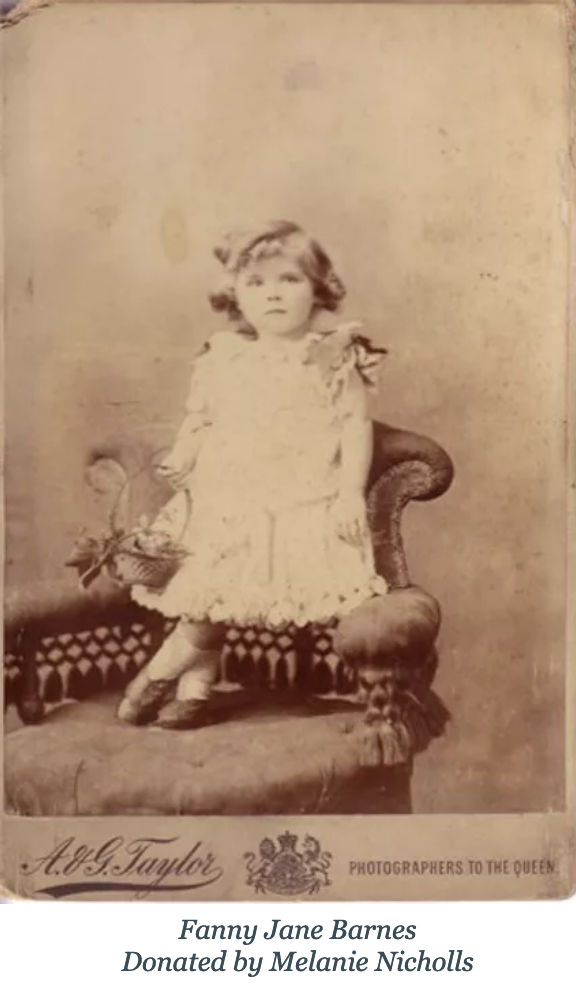 A. & G. Taylor
PHOTOGRAPHERS TO THE QUEEN.
Fanny Jane Barnes
Donated by Melanie Nicholls